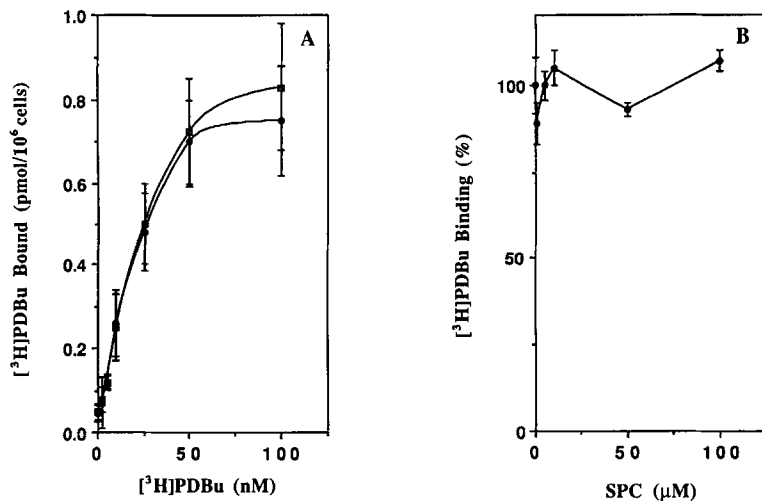 A
[³H]PDBu Bound (pmol/10⁶ cells)
1.0
0.8
0.6
0.4
0.2
0.0
0
50
100
[³H]PDBu (nM)
B
[³H]PDBu Binding (%)
100
50
0
0
50
100
SPC (µM)